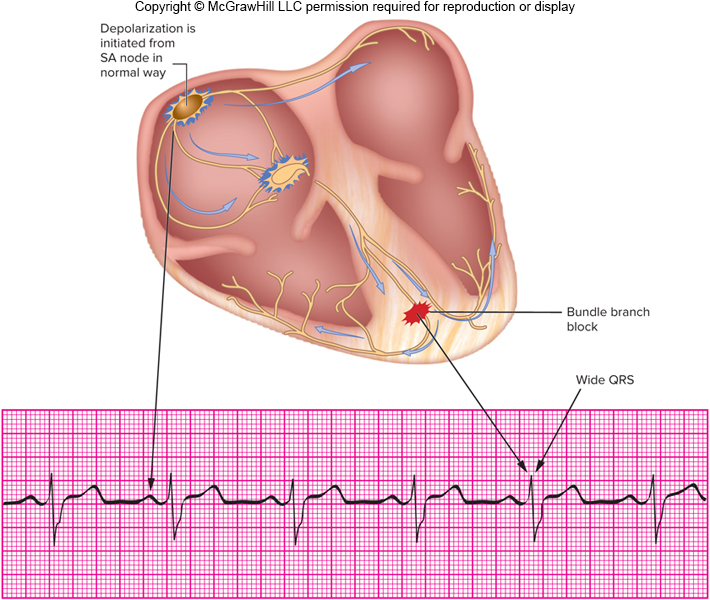 Copyright © McGrawHill LLC permission required for reproduction or display
Depolarization is
initiated from
SA node in
normal way
Bundle branch
block
Wide QRS